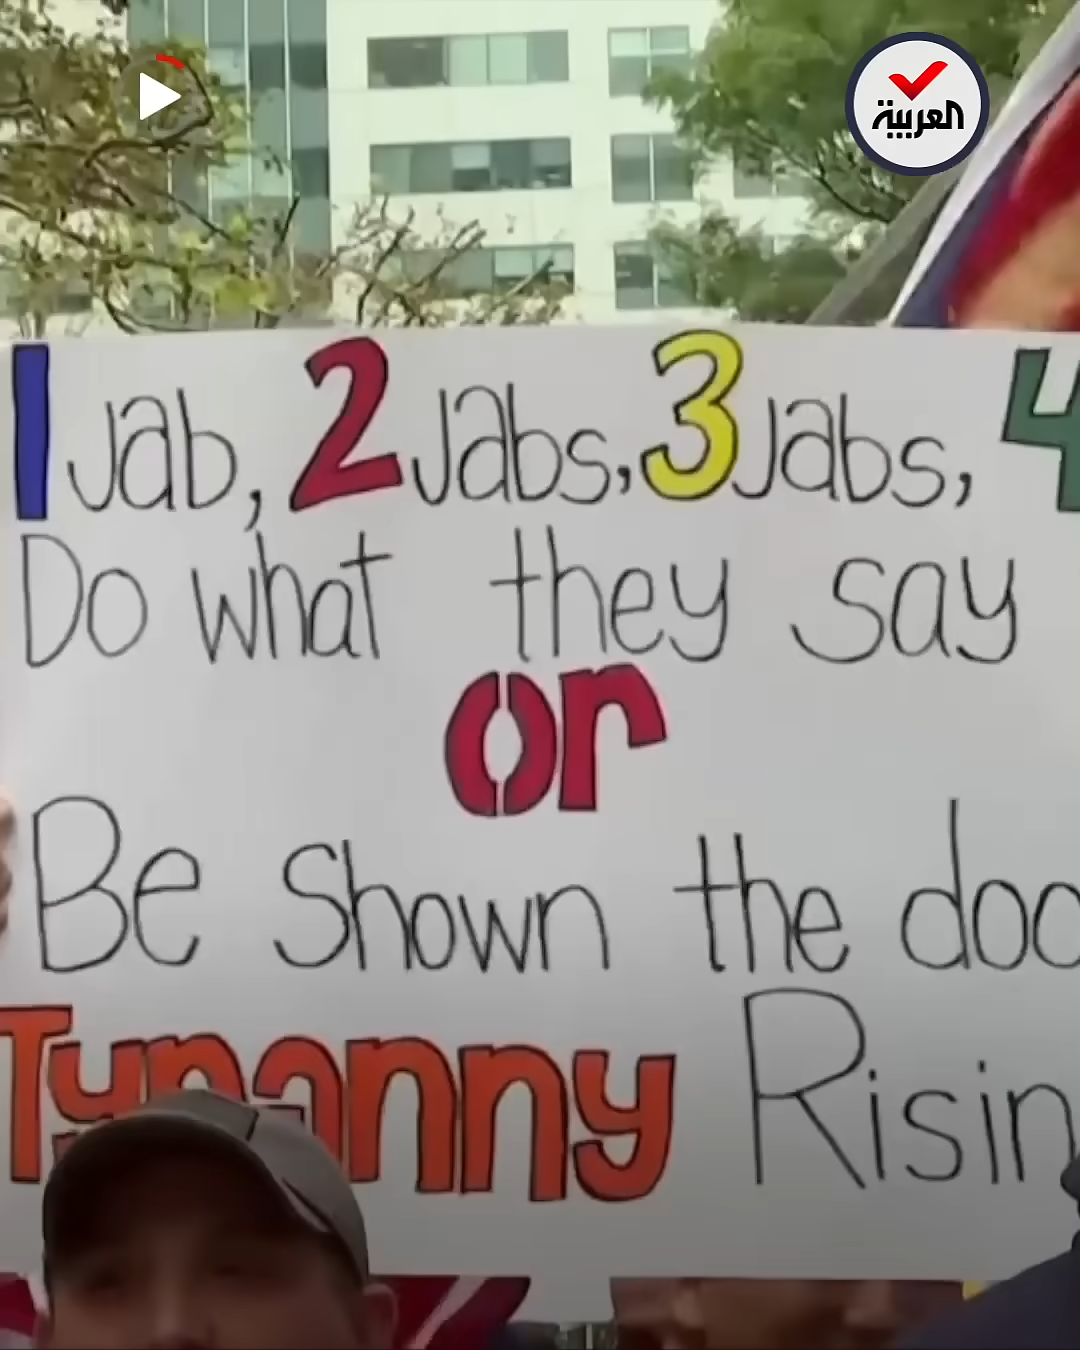 العربية
1 Jab, 2 Jabs, 3 Jabs, 4
Do what they say
or
Be shown the doo
Tyranny Risin